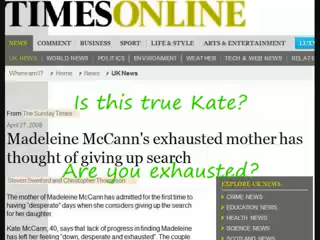 TIMESONLINE
NEWS COMMENT BUSINESS SPORT LIFE & STYLE ARTS & ENTERTAINMENT
UK NEWS WORLD NEWS POLITICS ENVIRONMENT WEATHER TECH & WEB NEWS
Where am I? Home News UK News
Is this true Kate?
From The Sunday Times
April 27, 2008
Madeleine McCann's exhausted mother has
thought of giving up search
Are you exhausted?
Steven Swinford and Christopher Thompson
The mother of Madeleine McCann has admitted for the first time to
having "desperate" days when she considers giving up the search
for her daughter.
Kate McCann, 40, says that lack of progress in finding Madeleine
has left her feeling "down, desperate and exhausted". The couple
EXPLORE UK NEWS
CRIME NEWS
EDUCATION NEWS
HEALTH NEWS
SCIENCE NEWS
SCOTLAND NEWS